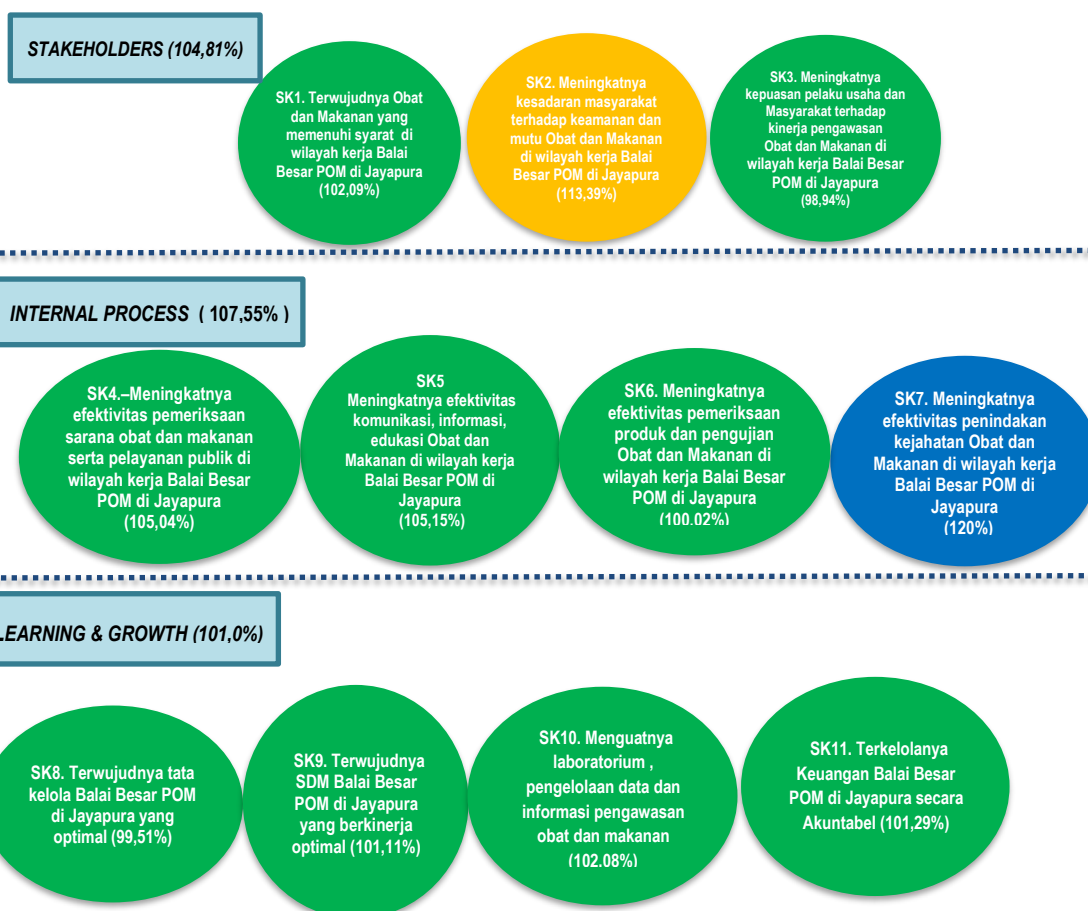 STAKEHOLDERS (104,81%)
SK1. Terwujudnya Obat
dan Makanan yang
memenuhi syarat di
wilayah kerja Balai
Besar POM di Jayapura
(102,09%)
SK2. Meningkatnya
kesadaran masyarakat
terhadap keamanan dan
mutu Obat dan Makanan
di wilayah kerja Balai
Besar POM di Jayapura
(113,39%)
SK3. Meningkatnya
kepuasan pelaku usaha dan
Masyarakat terhadap
kinerja pengawasan
Obat dan Makanan di
wilayah kerja Balai Besar
POM di Jayapura
(98,94%)
INTERNAL PROCESS ( 107,55% )
SK4.–Meningkatnya
efektivitas pemeriksaan
sarana obat dan makanan
serta pelayanan publik di
wilayah kerja Balai Besar
POM di Jayapura
(105,04%)
SK5
Meningkatnya efektivitas
komunikasi, informasi,
edukasi Obat dan
Makanan di wilayah kerja
Balai Besar POM di
Jayapura
(105,15%)
SK6. Meningkatnya
efektivitas pemeriksaan
produk dan pengujian
Obat dan Makanan di
wilayah kerja Balai Besar
POM di Jayapura
(100.02%)
SK7. Meningkatnya
efektivitas penindakan
kejahatan Obat dan
Makanan di wilayah kerja
Balai Besar POM di
Jayapura
(120%)
LEARNING & GROWTH (101,0%)
SK8. Terwujudnya tata
kelola Balai Besar POM
di Jayapura yang
optimal (99,51%)
SK9. Terwujudnya
SDM Balai Besar
POM di Jayapura
yang berkinerja
optimal (101,11%)
SK10. Menguatnya
laboratorium ,
pengelolaan data dan
informasi pengawasan
obat dan makanan
(102.08%)
SK11. Terkelolanya
Keuangan Balai Besar
POM di Jayapura secara
Akuntabel (101,29%)